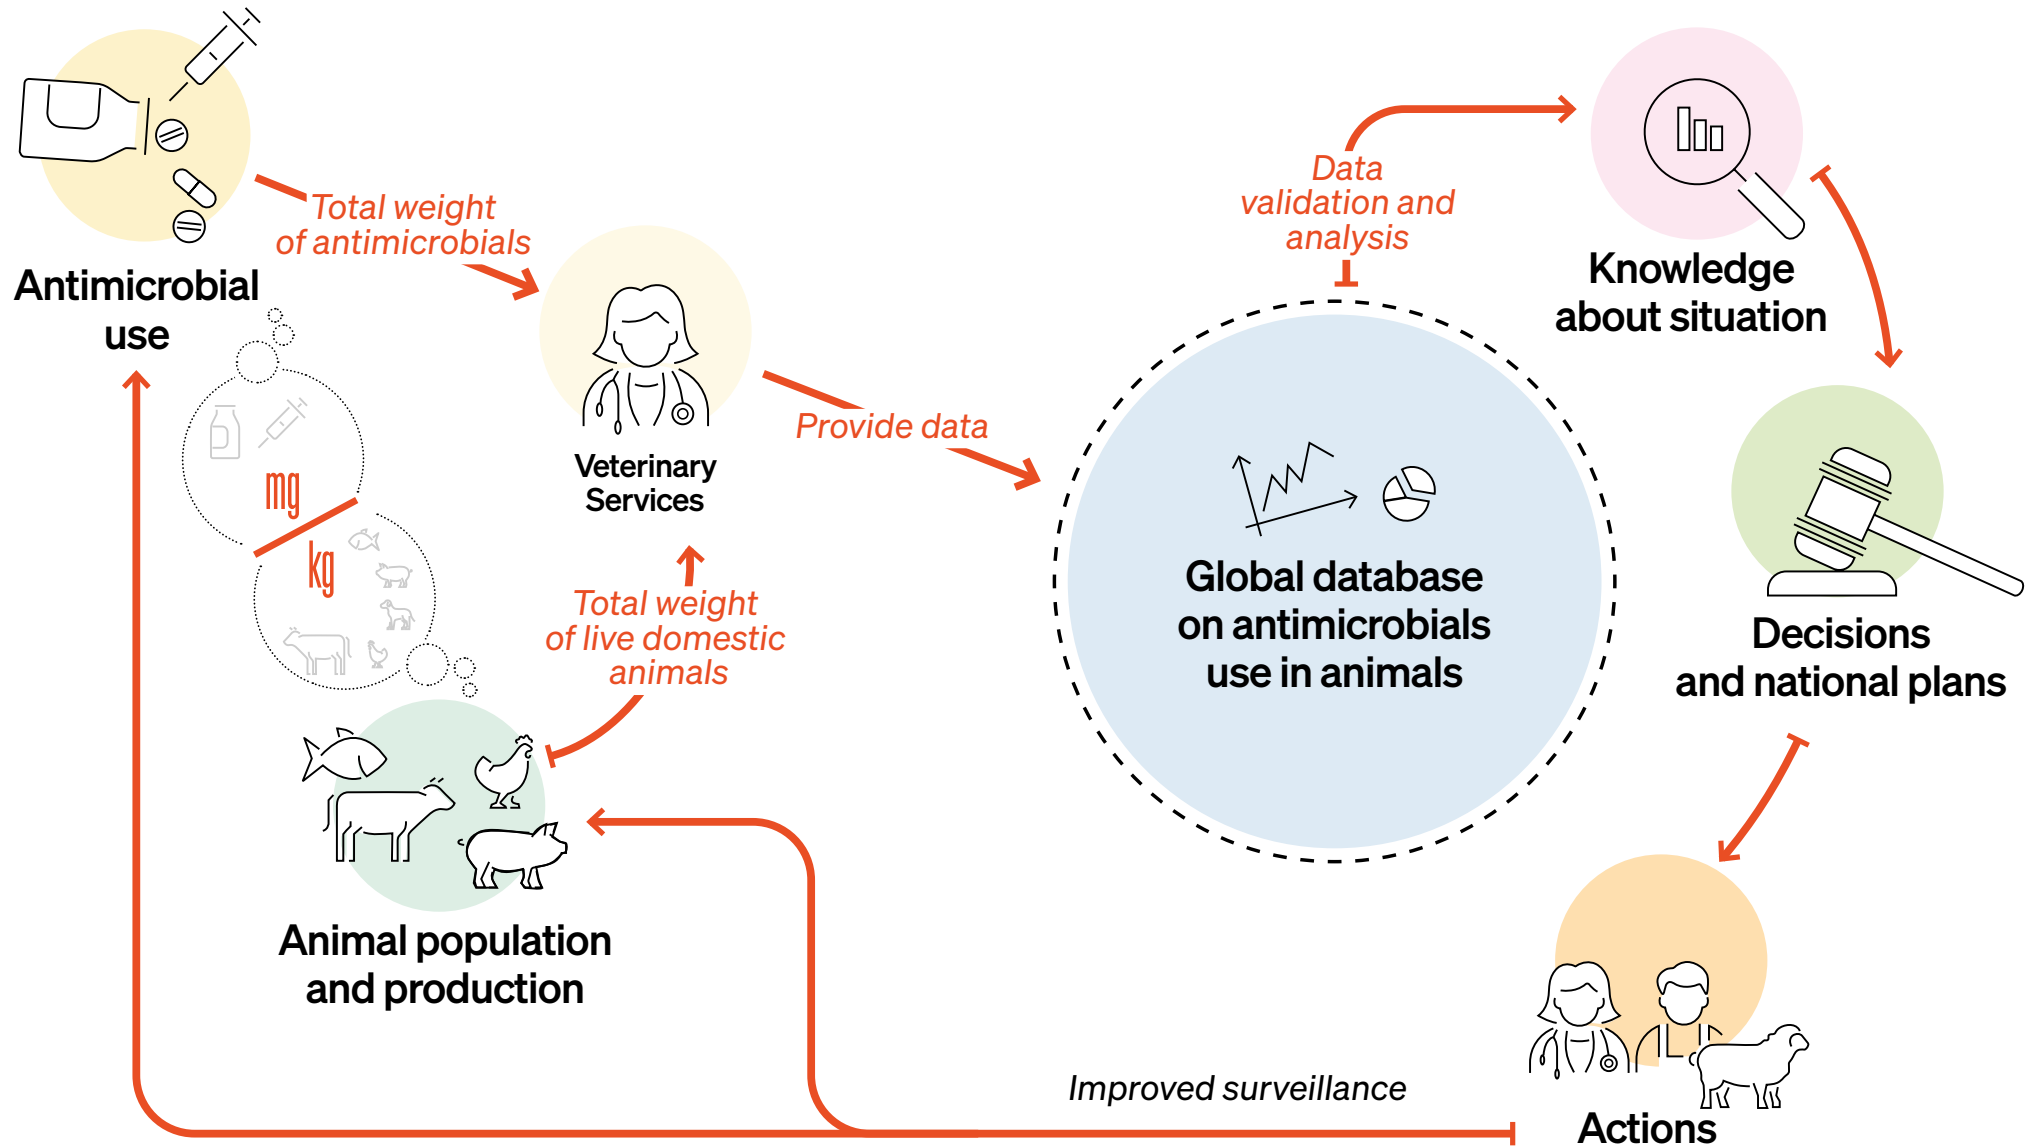 Antimicrobial
use
Total weight
of antimicrobials
mg
kg
Veterinary
Services
Total weight
of live domestic
animals
Animal population
and production
Provide data
Global database
on antimicrobials
use in animals
Data
validation and
analysis
Knowledge
about situation
Decisions
and national plans
Actions
Improved surveillance